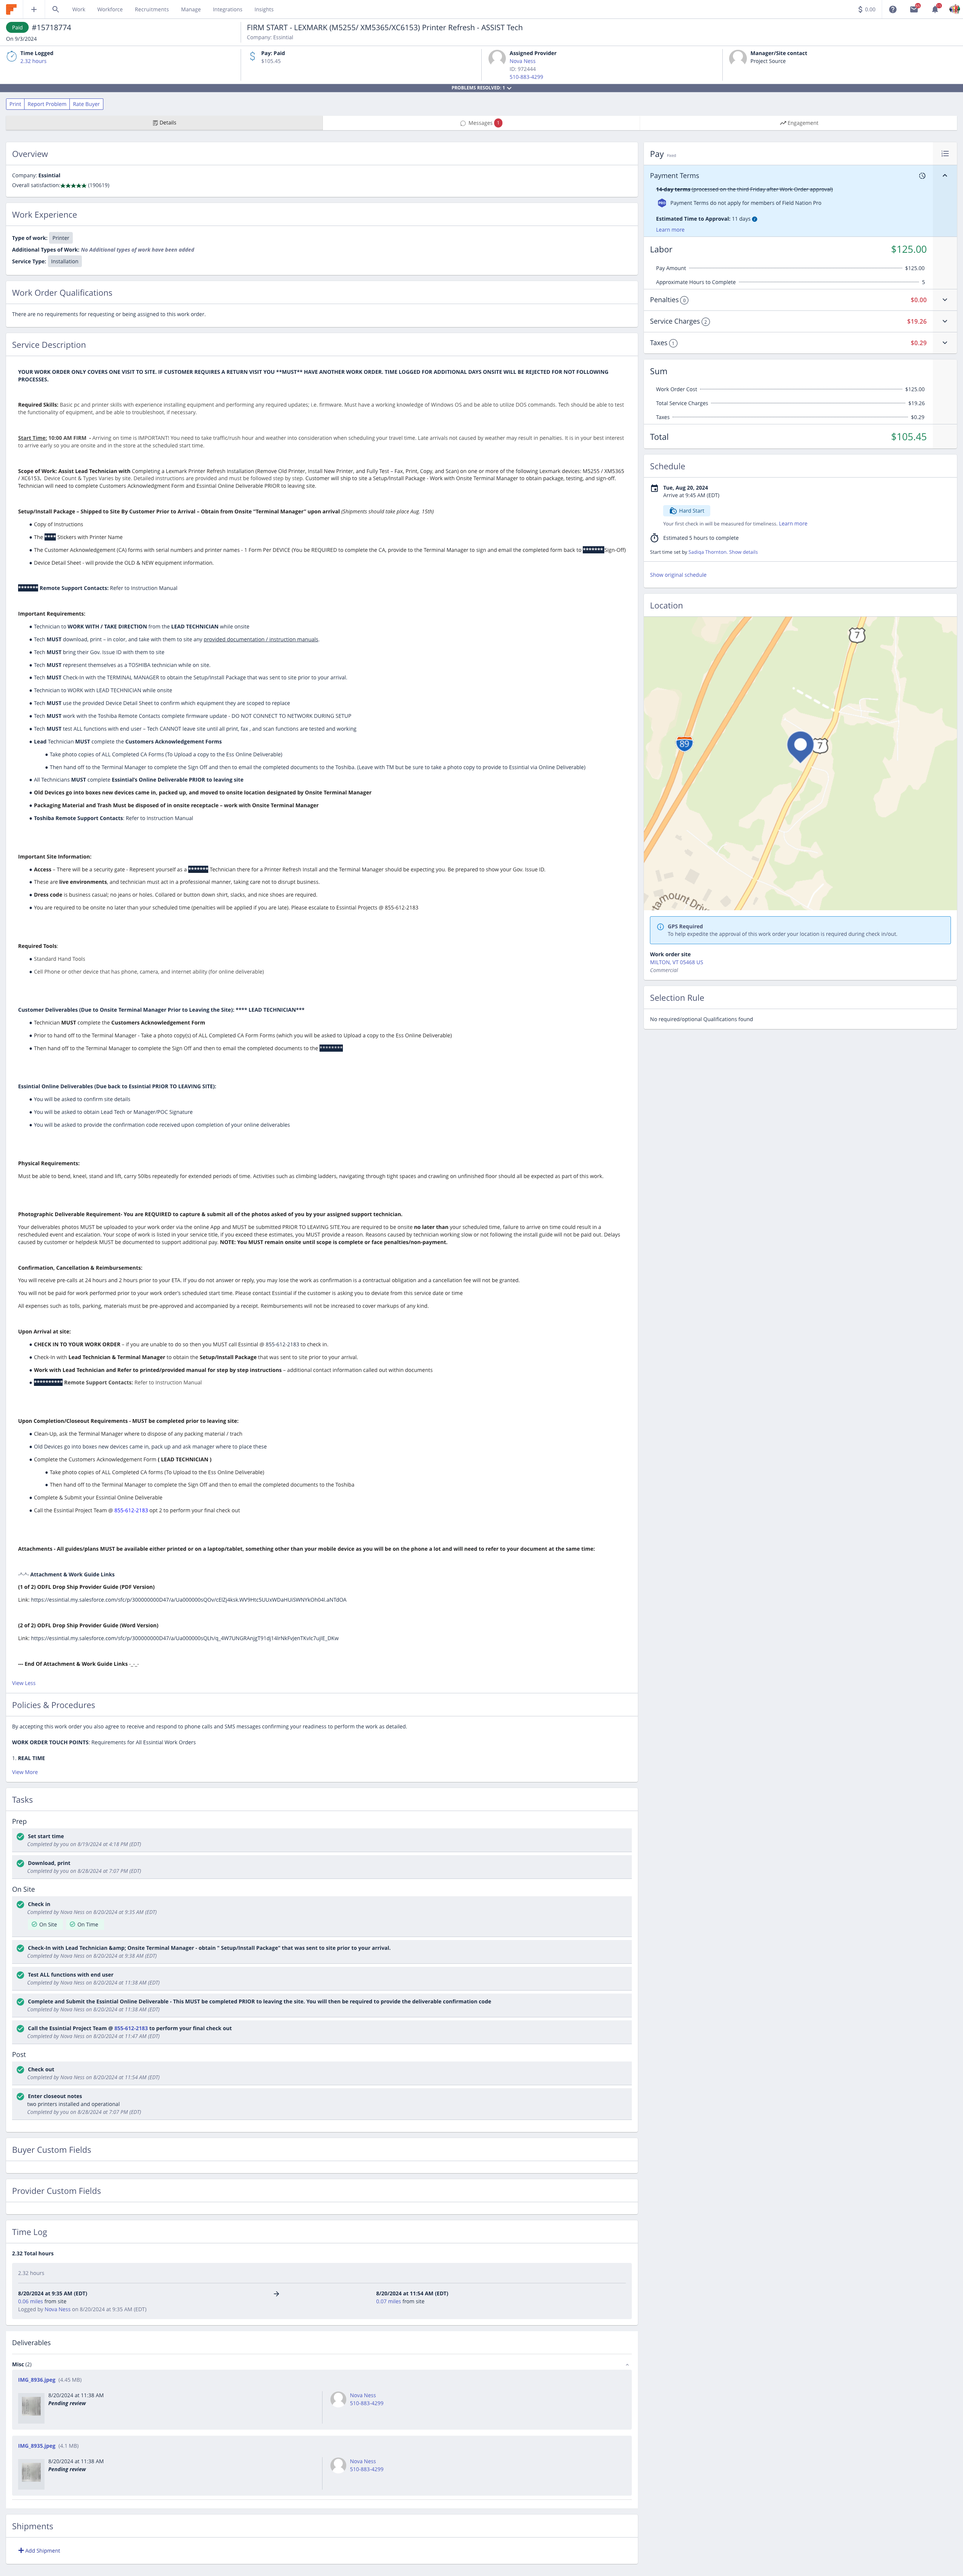 Work Workforce Recruitments Manage Integrations Insights 0.00
Paid #15718774
On 9/3/2024
FIRM START - LEXMARK (M5255/ XM5365/XC6153) Printer Refresh - ASSIST Tech
Company: Essintial
Time Logged
2.32 hours
Pay: Paid
$105.45
Assigned Provider
Nova Ness
ID: 972444
510-883-4299
Manager/Site contact
Project Source
PROBLEMS RESOLVED: 1
Print Report Problem Rate Buyer
Details Messages 1 Engagement
Overview
Company: Essintial
Overall satisfaction: ★★★★★ (190619)
Work Experience
Type of work: Printer
Additional Types of Work: No Additional types of work have been added
Service Type: Installation
Work Order Qualifications
There are no requirements for requesting or being assigned to this work order.
Service Description
YOUR WORK ORDER ONLY COVERS ONE VISIT TO SITE. IF CUSTOMER REQUIRES A RETURN VISIT YOU **MUST** HAVE ANOTHER WORK ORDER. TIME LOGGED FOR ADDITIONAL DAYS ONSITE WILL BE REJECTED FOR NOT FOLLOWING
PROCESSES.
Required Skills: Basic pc and printer skills with experience installing equipment and performing any required updates; i.e. firmware. Must have a working knowledge of Windows OS and be able to utilize DOS commands. Tech should be able to test
the functionality of equipment, and be able to troubleshoot, if necessary.
Start Time: 10:00 AM FIRM – Arriving on time is IMPORTANT! You need to take traffic/rush hour and weather into consideration when scheduling your travel time. Late arrivals caused by weather may result in penalties. It is in your best interest
to arrive early so you are onsite and in the store at the scheduled start time.
Scope of Work: Assist Lead Technician with Completing a Lexmark Printer Refresh Installation (Remove Old Printer, Install New Printer, and Fully Test – Fax, Print, Copy, and Scan) on one or more of the following Lexmark devices: M5255 / XM5365
/ XC6153, Device Count & Types Varies by site. Detailed instructions are provided and must be followed step by step. Customer will ship to site a Setup/Install Package - Work with Onsite Terminal Manager to obtain package, testing, and sign-off.
Technician will need to complete Customers Acknowledgment Form and Essintial Online Deliverable PRIOR to leaving site.
Setup/Install Package – Shipped to Site By Customer Prior to Arrival – Obtain from Onsite “Terminal Manager” upon arrival (Shipments should take place Aug. 15th)
• Copy of Instructions
• The **** Stickers with Printer Name
• The Customer Acknowledgement (CA) forms with serial numbers and printer names - 1 Form Per DEVICE (You be REQUIRED to complete the CA, provide to the Terminal Manager to sign and email the completed form back to ******* Sign-Off)
• Device Detail Sheet - will provide the OLD & NEW equipment Information.
******* Remote Support Contacts: Refer to Instruction Manual
Important Requirements:
• Technician to WORK WITH / TAKE DIRECTION from the LEAD TECHNICIAN while onsite
• Tech MUST download, print – in color, and take with them to site any provided documentation / Instruction manuals.
• Tech MUST bring their Gov. Issue ID with them to site
• Tech MUST represent themselves as a TOSHIBA technician while on site.
• Tech MUST Check-In with the TERMINAL MANAGER to obtain the Setup/Install Package that was sent to site prior to your arrival.
• Technician to WORK with LEAD TECHNICIAN while onsite
• Tech MUST use the provided Device Detail Sheet to confirm which equipment they are scoped to replace
• Tech MUST work with the Toshiba Remote Contacts complete firmware update - DO NOT CONNECT TO NETWORK DURING SETUP
• Tech MUST test ALL functions with end user – Tech CANNOT leave site until all print, fax , and scan functions are tested and working
• Lead Technician MUST complete the Customers Acknowledgement Forms
• Take photo copies of ALL Completed CA Forms (To Upload a copy to the Ess Online Deliverable)
• Then hand off to the Terminal Manager to complete the Sign Off and then to email the completed documents to the Toshiba. (Leave with TM but be sure to take a photo copy to provide to Essintial via Online Deliverable)
• All Technicians MUST complete Essintial’s Online Deliverable PRIOR to leaving site
• Old Devices go into boxes new devices came in, packed up, and moved to onsite location designated by Onsite Terminal Manager
• Packaging Material and Trash Must be disposed of in onsite receptacle – work with Onsite Terminal Manager
• Toshiba Remote Support Contacts: Refer to Instruction Manual
Important Site Information:
• Access – There will be a security gate - Represent yourself as a ******* Technician there for a Printer Refresh Install and the Terminal Manager should be expecting you. Be prepared to show your Gov. Issue ID.
• These are live environments, and technician must act in a professional manner, taking care not to disrupt business.
• Dress code is business casual; no jeans or holes. Collared or button down shirt, slacks, and nice shoes are required.
• You are required to be onsite no later than your scheduled time (penalties will be applied if you are late). Please escalate to Essintial Projects @ 855-612-2183
Required Tools:
• Standard Hand Tools
• Cell Phone or other device that has phone, camera, and internet ability (for online deliverable)
Customer Deliverables (Due to Onsite Terminal Manager Prior to Leaving the Site): **** LEAD TECHNICIAN***
• Technician MUST complete the Customers Acknowledgement Form
• Prior to hand off to the Terminal Manager - Take a photo copy(s) of ALL Completed CA Form Forms (which you will be asked to Upload a copy to the Ess Online Deliverable)
• Then hand off to the Terminal Manager to complete the Sign Off and then to email the completed documents to the ********
Essintial Online Deliverables (Due back to Essintial PRIOR TO LEAVING SITE):
• You will be asked to confirm site details
• You will be asked to obtain Lead Tech or Manager/POC Signature
• You will be asked to provide the confirmation code received upon completion of your online deliverables
Physical Requirements:
Must be able to bend, kneel, stand and lift, carry 50lbs repeatedly for extended periods of time. Activities such as climbing ladders, navigating through tight spaces and crawling on unfinished floor should all be expected as part of this work.
Photographic Deliverable Requirement- You are REQUIRED to capture & submit all of the photos asked of you by your assigned support technician.
Your deliverables photos MUST be uploaded to your work order via the online App and MUST be submitted PRIOR TO LEAVING SITE.You are required to be onsite no later than your scheduled time, failure to arrive on time could result in a
rescheduled event and escalation. Your scope of work is listed in your service title, if you exceed these estimates, you MUST provide a reason. Reasons caused by technician working slow or not following the install guide will not be paid out. Delays
caused by customer or helpdesk MUST be documented to support additional pay. NOTE: You MUST remain onsite until scope is complete or face penalties/non-payment.
Confirmation, Cancellation & Reimbursements:
You will receive pre-calls at 24 hours and 2 hours prior to your ETA. If you do not answer or reply, you may lose the work as confirmation is a contractual obligation and a cancellation fee will not be granted.
You will not be paid for work performed prior to your work order’s scheduled start time. Please contact Essintial if the customer is asking you to deviate from this service date or time
All expenses such as tolls, parking, materials must be pre-approved and accompanied by a receipt. Reimbursements will not be increased to cover markups of any kind.
Upon Arrival at site:
• CHECK IN TO YOUR WORK ORDER – if you are unable to do so then you MUST call Essintial @ 855-612-2183 to check in.
• Check-In with Lead Technician & Terminal Manager to obtain the Setup/Install Package that was sent to site prior to your arrival.
• Work with Lead Technician and Refer to printed/provided manual for step by step instructions – additional contact information called out within documents
• ********** Remote Support Contacts: Refer to Instruction Manual
Upon Completion/Closeout Requirements - MUST be completed prior to leaving site:
• Clean-Up, ask the Terminal Manager where to dispose of any packing material / trach
• Old Devices go into boxes new devices came in, pack up and ask manager where to place these
• Complete the Customers Acknowledgement Form ( LEAD TECHNICIAN )
• Take photo copies of ALL Completed CA forms (To Upload to the Ess Online Deliverable)
• Then hand off to the Terminal Manager to complete the Sign Off and then to email the completed documents to the Toshiba
• Complete & Submit your Essintial Online Deliverable
• Call the Essintial Project Team @ 855-612-2183 opt 2 to perform your final check out
Attachments - All guides/plans MUST be available either printed or on a laptop/tablet, something other than your mobile device as you will be on the phone a lot and will need to refer to your document at the same time:
Attachment & Work Guide Links
(1 of 2) ODFL Drop Ship Provider Guide (PDF Version)
Link:
(2 of 2) ODFL Drop Ship Provider Guide (Word Version)
Link:
--- End Of Attachment & Work Guide Links -_-_-
View Less
Policies & Procedures
By accepting this work order you also agree to receive and respond to phone calls and SMS messages confirming your readiness to perform the work as detailed.
WORK ORDER TOUCH POINTS: Requirements for All Essintial Work Orders
1. REAL TIME
View More
Tasks
Prep
Set start time
Completed by you on 8/19/2024 at 4:18 PM (EDT)
Download, print
Completed by you on 8/28/2024 at 7:07 PM (EDT)
On Site
Check in
Completed by Nova Ness on 8/20/2024 at 9:35 AM (EDT)
On Site On Time
Check-In with Lead Technician &amp; Onsite Terminal Manager - obtain " Setup/Install Package" that was sent to site prior to your arrival.
Completed by Nova Ness on 8/20/2024 at 9:38 AM (EDT)
Test ALL functions with end user
Completed by Nova Ness on 8/20/2024 at 11:38 AM (EDT)
Complete and Submit the Essintial Online Deliverable - This MUST be completed PRIOR to leaving the site. You will then be required to provide the deliverable confirmation code
Completed by Nova Ness on 8/20/2024 at 11:38 AM (EDT)
Call the Essintial Project Team @ 855-612-2183 to perform your final check out
Completed by Nova Ness on 8/20/2024 at 11:47 AM (EDT)
Post
Check out
Completed by Nova Ness on 8/20/2024 at 11:54 AM (EDT)
Enter closeout notes
two printers installed and operational
Completed by you on 8/28/2024 at 7:07 PM (EDT)
Buyer Custom Fields
Provider Custom Fields
Time Log
2.32 Total hours
2.32 hours
8/20/2024 at 9:35 AM (EDT) → 8/20/2024 at 11:54 AM (EDT)
0.06 miles from site 0.07 miles from site
Logged by Nova Ness on 8/20/2024 at 9:35 AM (EDT)
Deliverables
Misc (2)
IMG_8936.jpeg (4.45 MB)
8/20/2024 at 11:38 AM
Pending review
Nova Ness
510-883-4299
IMG_8935.jpeg (4.1 MB)
8/20/2024 at 11:38 AM
Pending review
Nova Ness
510-883-4299
Shipments
+ Add Shipment
Pay Fixed
Payment Terms
14-day terms (processed on the third Friday after Work Order approval)
PRO Payment Terms do not apply for members of Field Nation Pro
Estimated Time to Approval: 11 days
Learn more
Labor $125.00
Pay Amount $125.00
Approximate Hours to Complete 5
Penalties 0 $0.00
Service Charges 2 $19.26
Taxes 1 $0.29
Sum
Work Order Cost $125.00
Total Service Charges $19.26
Taxes $0.29
Total $105.45
Schedule
Tue, Aug 20, 2024
Arrive at 9:45 AM (EDT)
Hard Start
Your first check in will be measured for timeliness. Learn more
Estimated 5 hours to complete
Start time set by Sadiqa Thornton. Show details
Show original schedule
Location
7
89
7
amount Driv
GPS Required
To help expedite the approval of this work order your location is required during check in/out.
Work order site
MILTON, VT 05468 US
Commercial
Selection Rule
No required/optional Qualifications found